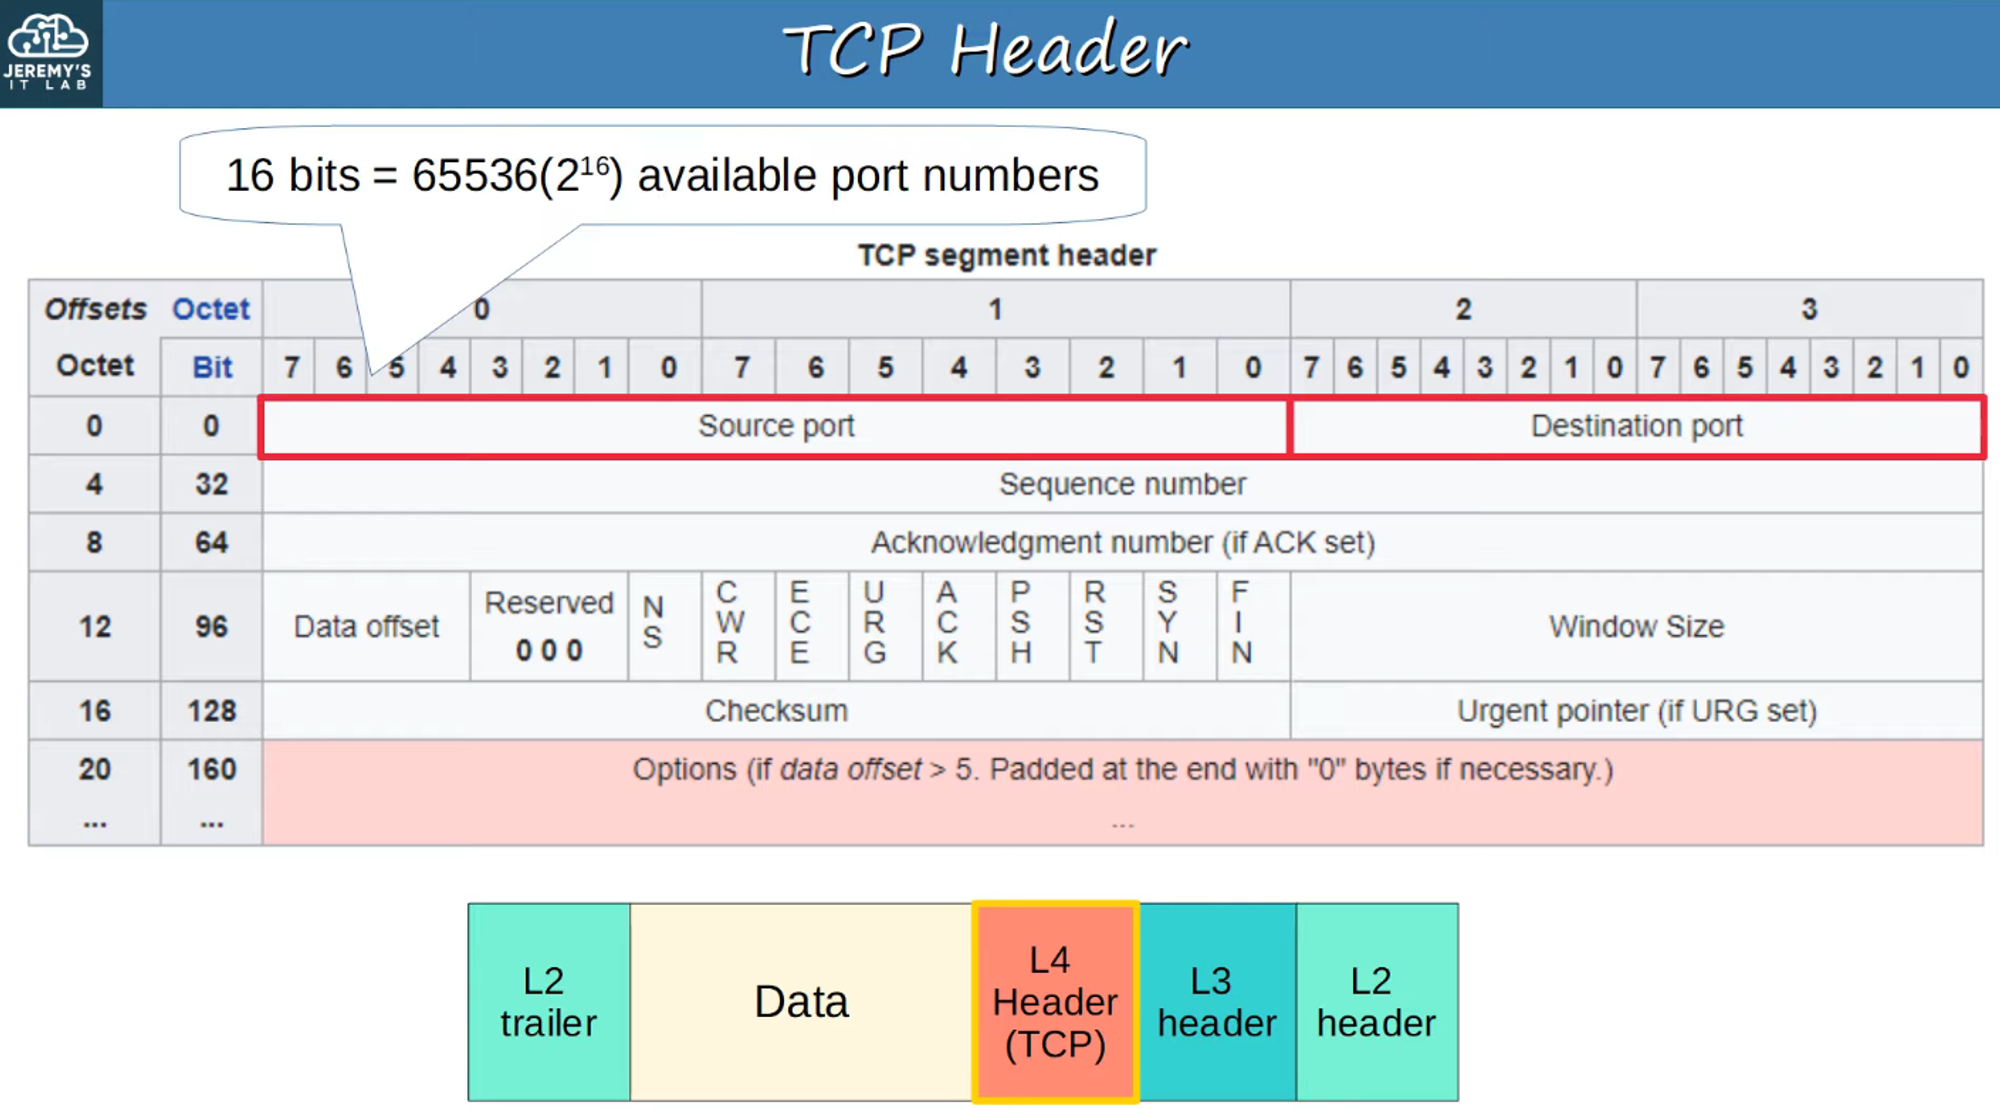 JEREMY'S
IT LAB
TCP Header
16 bits = 65536(2¹⁶) available port numbers
TCP segment header
Offsets Octet 0 1 2 3
Octet Bit 7 6 5 4 3 2 1 0 7 6 5 4 3 2 1 0 7 6 5 4 3 2 1 0 7 6 5 4 3 2 1 0
0 0 Source port Destination port
4 32 Sequence number
8 64 Acknowledgment number (if ACK set)
12 96 Data offset Reserved 0 0 0 NS CWR ECE URG ACK PSH RST SYN FIN Window Size
16 128 Checksum Urgent pointer (if URG set)
20 160 Options (if data offset > 5. Padded at the end with "0" bytes if necessary.)
... ... ...
L2 trailer
Data
L4 Header (TCP)
L3 header
L2 header